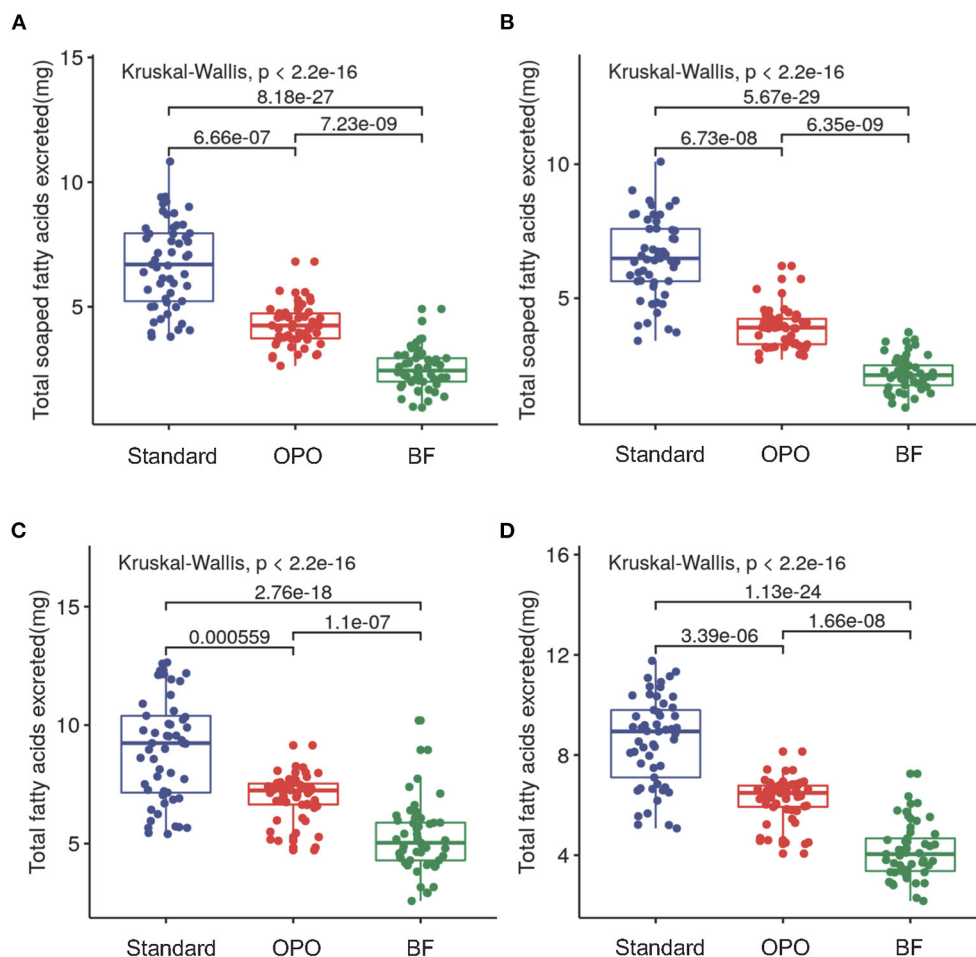 A
Total soaped fatty acids excreted(mg)
15
10
5
Kruskal-Wallis, p < 2.2e-16
8.18e-27
6.66e-07
7.23e-09
Standard
OPO
BF
B
Total soaped fatty acids excreted(mg)
10
5
Kruskal-Wallis, p < 2.2e-16
5.67e-29
6.73e-08
6.35e-09
Standard
OPO
BF
C
Total fatty acids excreted(mg)
15
10
5
Kruskal-Wallis, p < 2.2e-16
2.76e-18
0.000559
1.1e-07
Standard
OPO
BF
D
Total fatty acids excreted(mg)
16
12
8
4
Kruskal-Wallis, p < 2.2e-16
1.13e-24
3.39e-06
1.66e-08
Standard
OPO
BF